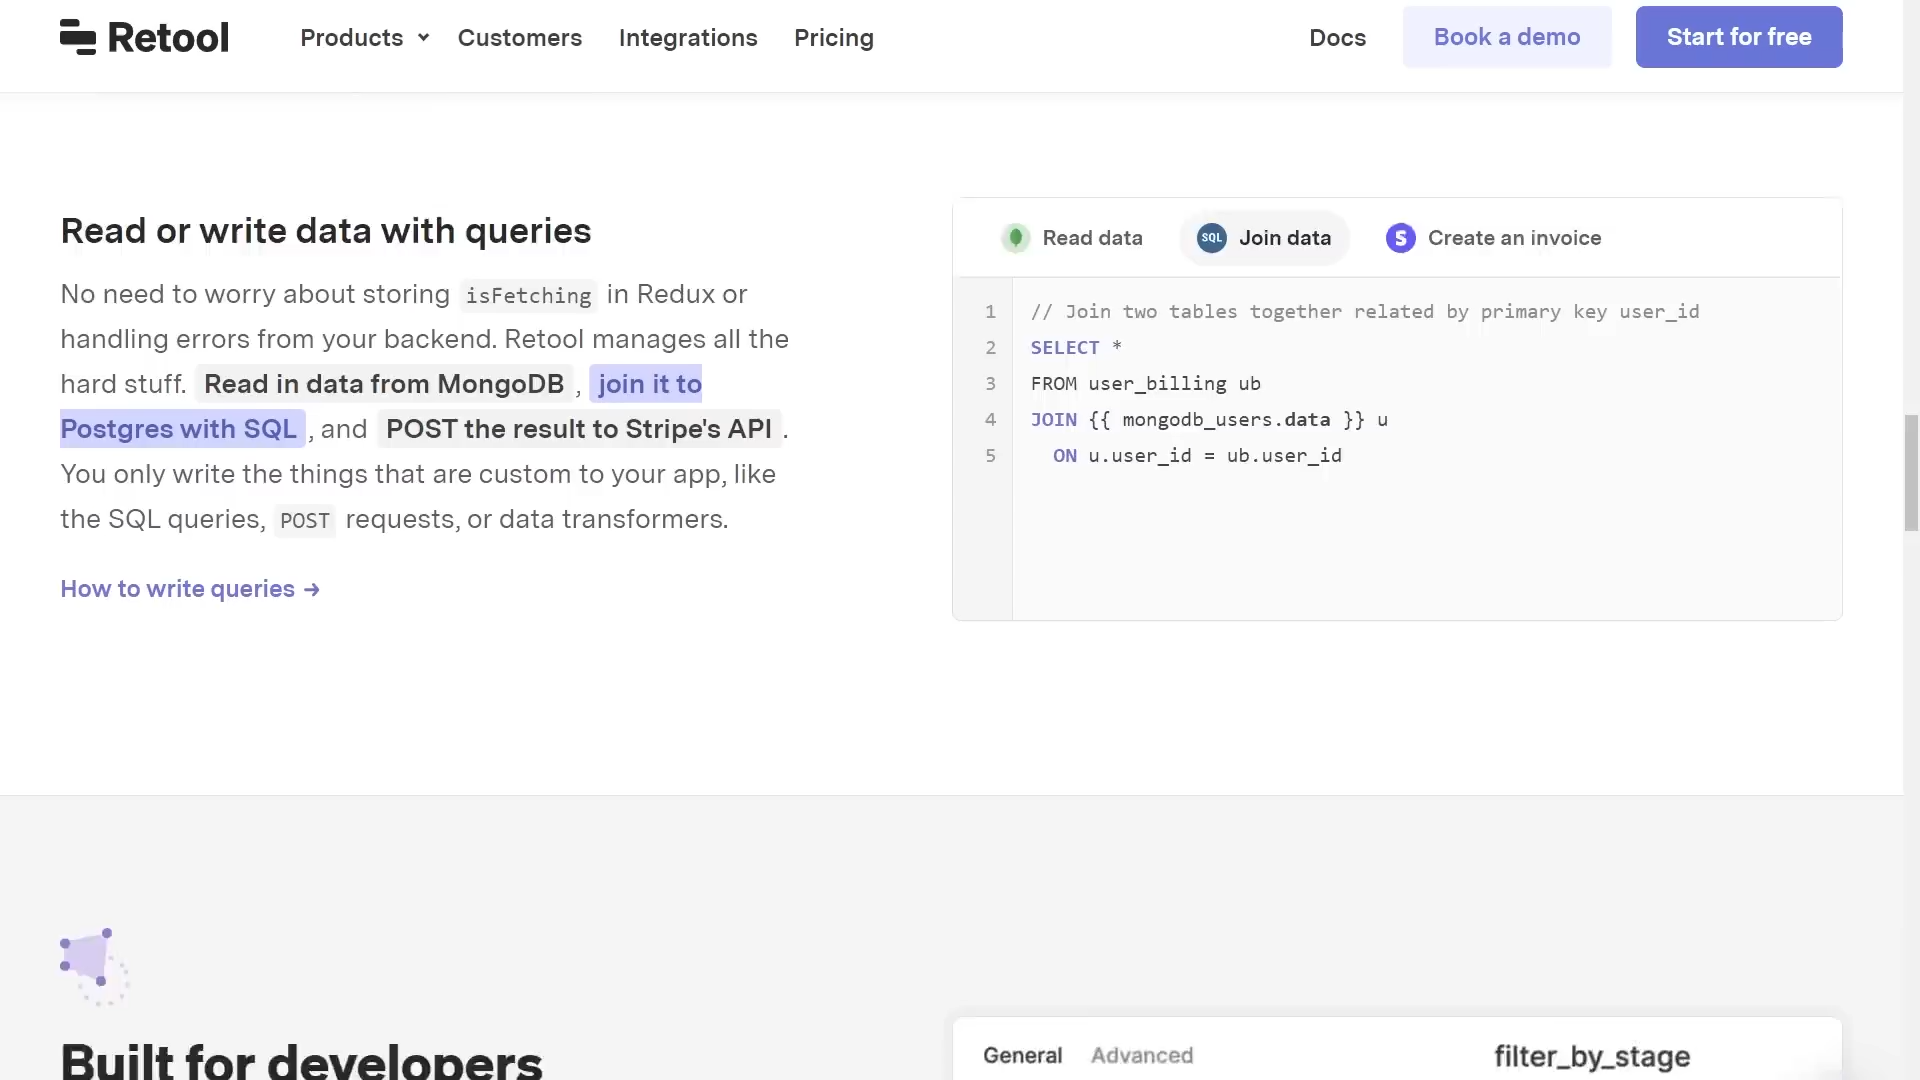 Retool
Products
Customers
Integrations
Pricing
Docs
Book a demo
Start for free
Read or write data with queries
No need to worry about storing isFetching in Redux or
handling errors from your backend. Retool manages all the
hard stuff. Read in data from MongoDB, join it to
Postgres with SQL, and POST the result to Stripe's API.
You only write the things that are custom to your app, like
the SQL queries, POST requests, or data transformers.
How to write queries →
Read data
SQL Join data
S Create an invoice
1 // Join two tables together related by primary key user_id
2 SELECT *
3 FROM user_billing ub
4 JOIN {{ mongodb_users.data }} u
5 ON u.user_id = ub.user_id
Built for developers
General
Advanced
filter_by_stage